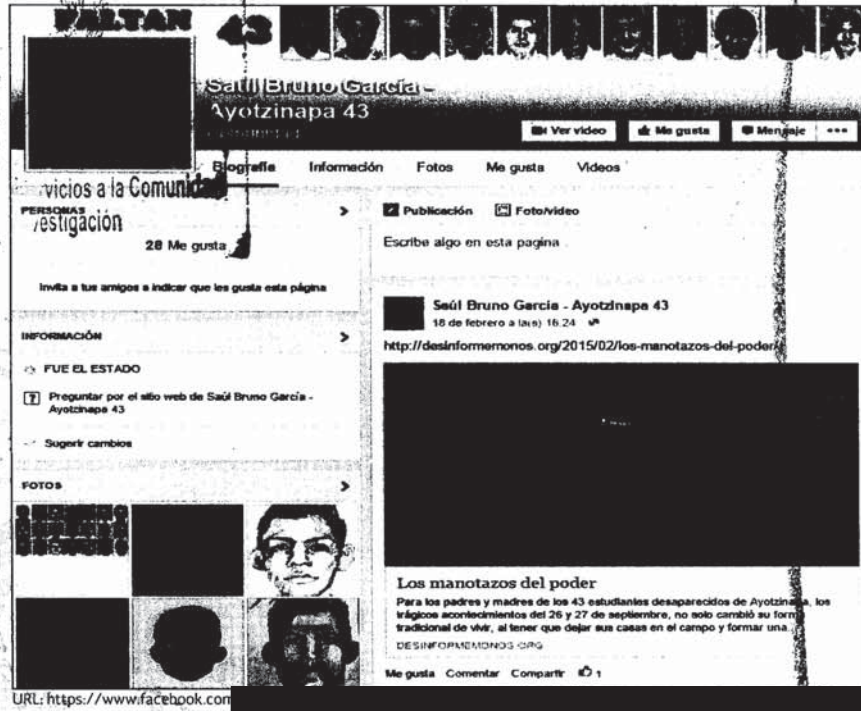 FALTAN 43
Saúl Bruno García -
Ayotzinapa 43
Ver video
Me gusta
Mensaje
Biografía
Información
Fotos
Me gusta
Videos
vicios a la Comunidad
PERSONAS
vestigación
28 Me gusta
Invita a tus amigos a indicar que les gusta esta página
INFORMACIÓN
FUE EL ESTADO
Preguntar por el sitio web de Saúl Bruno García -
Ayotzinapa 43
Sugerir cambios
FOTOS
Publicación
Foto/video
Escribe algo en esta pagina
Saúl Bruno García - Ayotzinapa 43
18 de febrero a la(s) 16:24
http://desinformemonos.org/2015/02/los-manotazos-del-poder/
Los manotazos del poder
Para los padres y madres de los 43 estudiantes desaparecidos de Ayotzinapa, los
trágicos acontecimientos del 26 y 27 de septiembre, no solo cambió su forma
tradicional de vivir, al tener que dejar sus casas en el campo y formar una...
DESINFORMEMONOS.ORG
Me gusta Comentar Compartir 1
URL: https://www.facebook.com